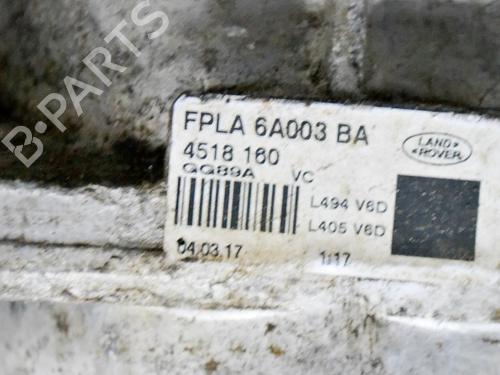 B-PARTS
FPLA 6A003 BA
4518 160
GG89A VC
LAND
ROVER
L494 V6D
L405 V6D
04.03.17 1:17